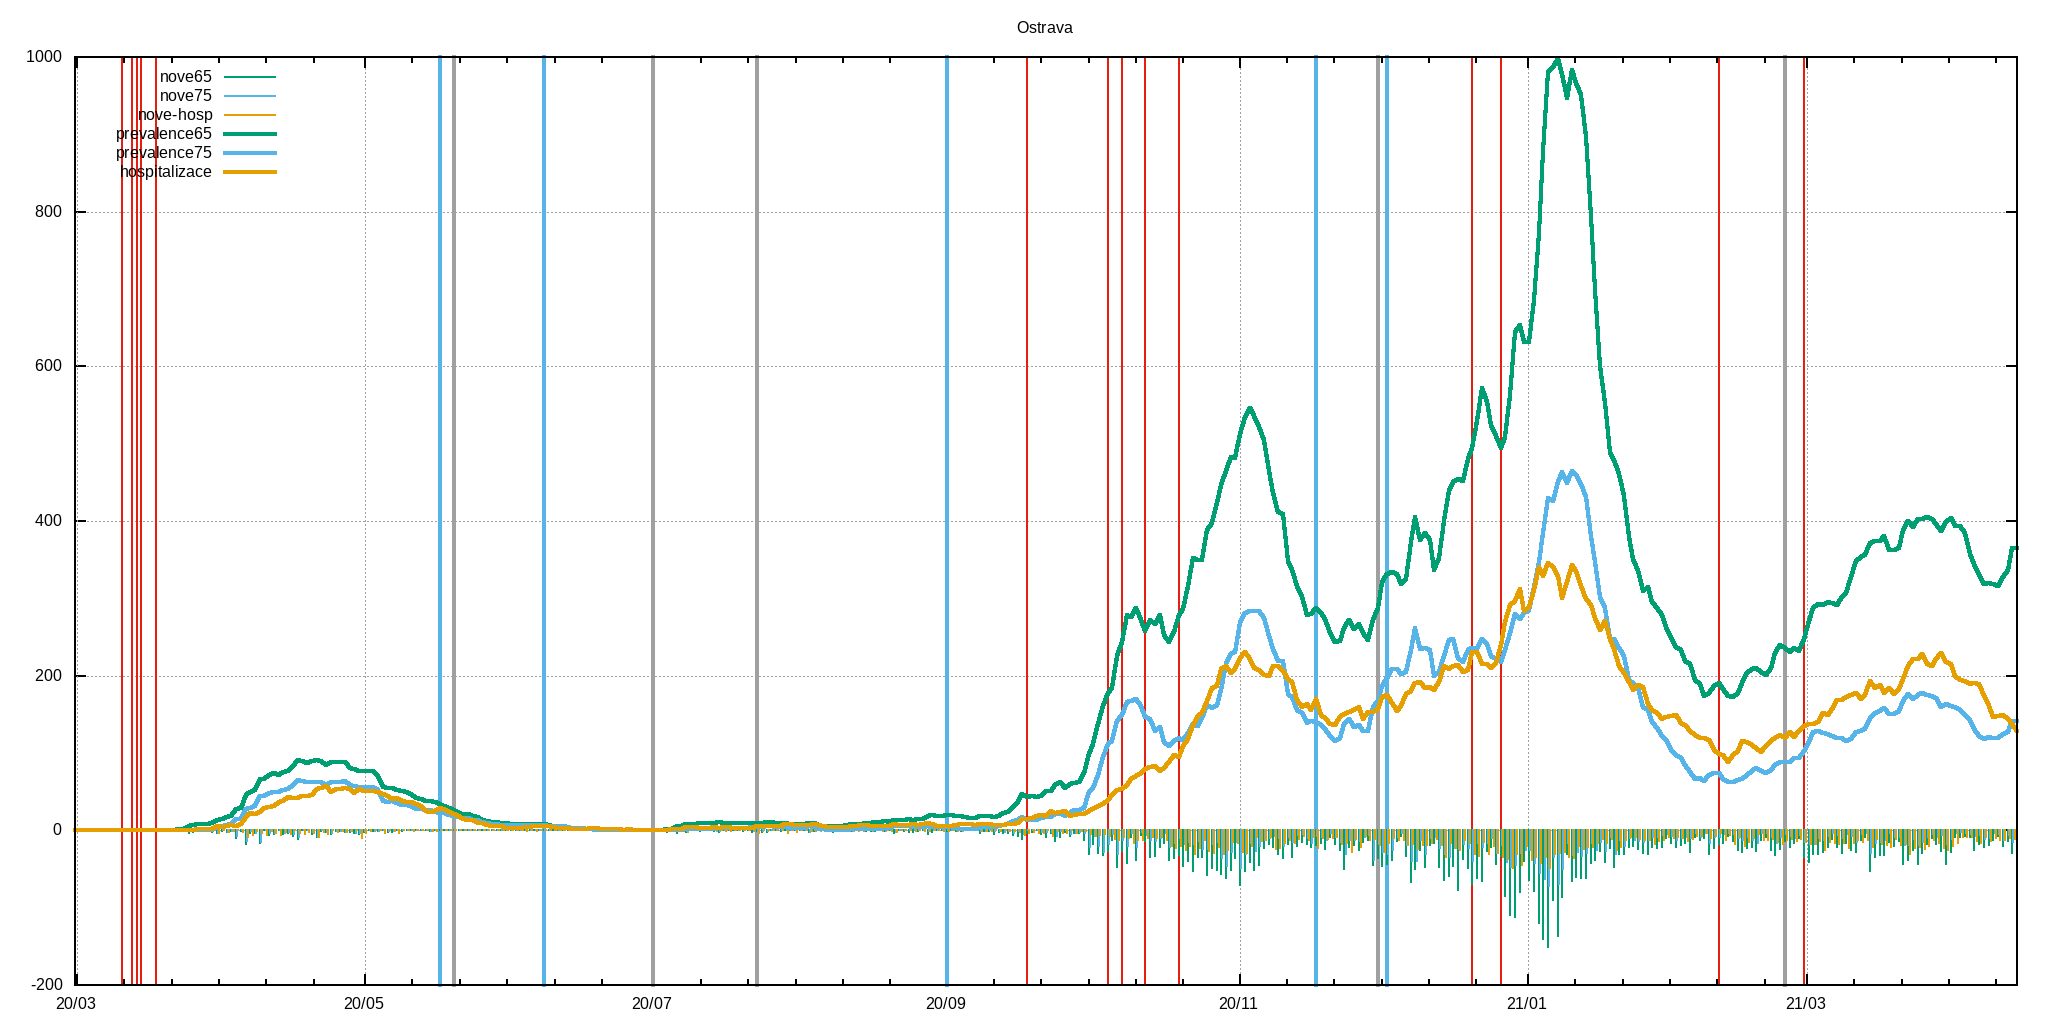 Ostrava
1000
800
600
400
200
0
-200
nove65
nove75
nove-hosp
prevalence65
prevalence75
hospitalizace
20/03 20/05 20/07 20/09 20/11 21/01 21/03